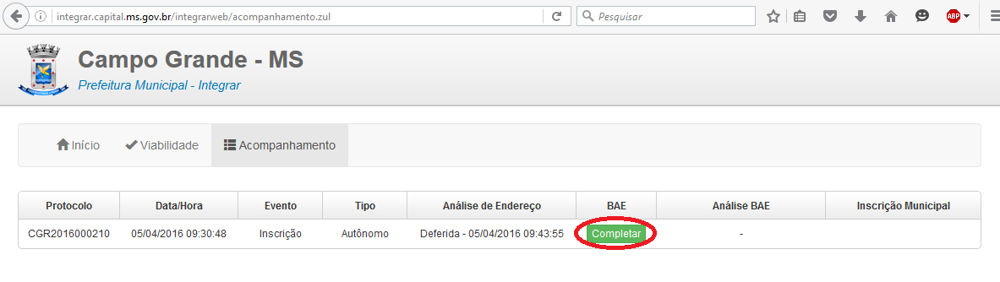 integrar.capital.ms.gov.br/integrarweb/acompanhamento.zul
Pesquisar
ABP
Campo Grande - MS
Prefeitura Municipal - Integrar
Início Viabilidade Acompanhamento
Protocolo Data/Hora Evento Tipo Análise de Endereço BAE Análise BAE Inscrição Municipal
CGR2016000210 05/04/2016 09:30:48 Inscrição Autônomo Deferida - 05/04/2016 09:43:55 Completar -